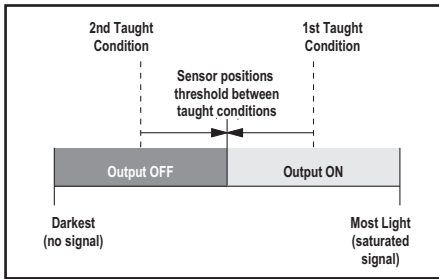 2nd Taught
Condition
1st Taught
Condition
Sensor positions
threshold between
taught conditions
Output OFF
Output ON
Darkest
(no signal)
Most Light
(saturated
signal)